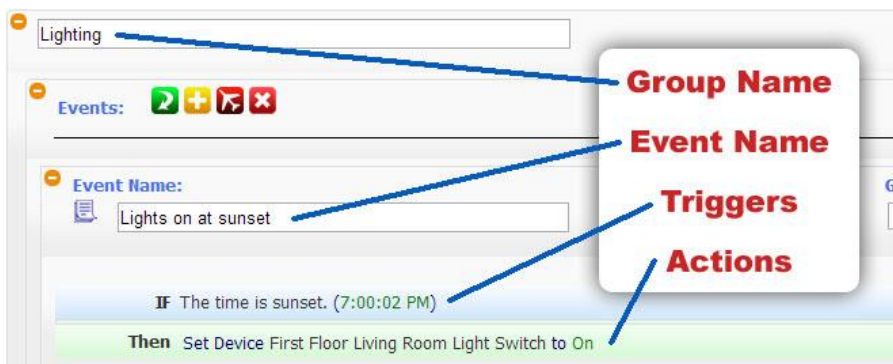 Lighting
Group Name
Events:
Event Name
Event Name:
G
Lights on at sunset
Triggers
Actions
IF The time is sunset. (7:00:02 PM)
Then Set Device First Floor Living Room Light Switch to On